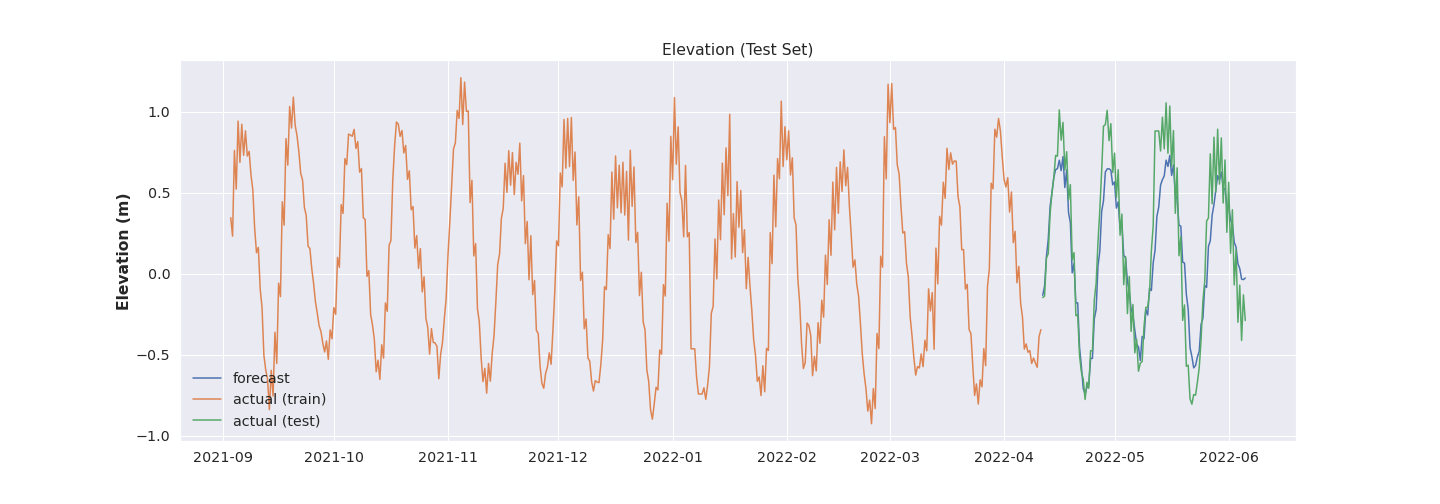 Elevation (Test Set)
Elevation (m)
1.0
0.5
0.0
−0.5
−1.0
forecast
actual (train)
actual (test)
2021-09 2021-10 2021-11 2021-12 2022-01 2022-02 2022-03 2022-04 2022-05 2022-06